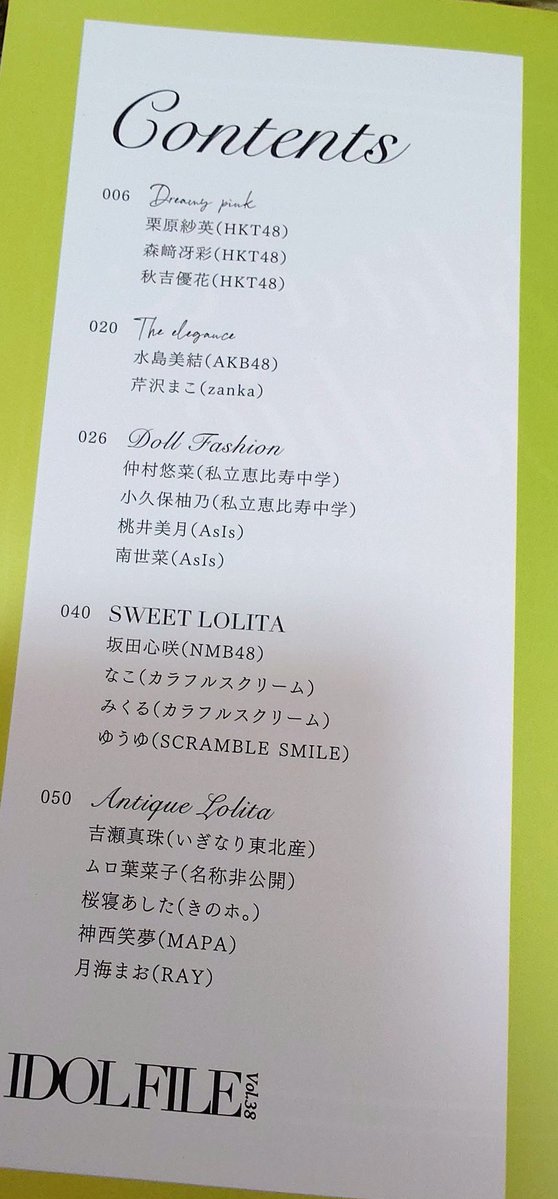 Contents
006 Dreamy pink
栗原紗英(HKT48)
森﨑冴彩(HKT48)
秋吉優花(HKT48)
020 The elegance
水島美結(AKB48)
芹沢まこ(zanka)
026 Doll Fashion
仲村悠菜(私立恵比寿中学)
小久保柚乃(私立恵比寿中学)
桃井美月(AsIs)
南世菜(AsIs)
040 SWEET LOLITA
坂田心咲(NMB48)
なこ(カラフルスクリーム)
みくる(カラフルスクリーム)
ゆうゆ(SCRAMBLE SMILE)
050 Antique Lolita
吉瀬真珠(いぎなり東北産)
ムロ葉菜子(名称非公開)
桜寝あした(きのホ。)
神西笑夢(MAPA)
月海まお(RAY)
IDOL FILE Vol.38